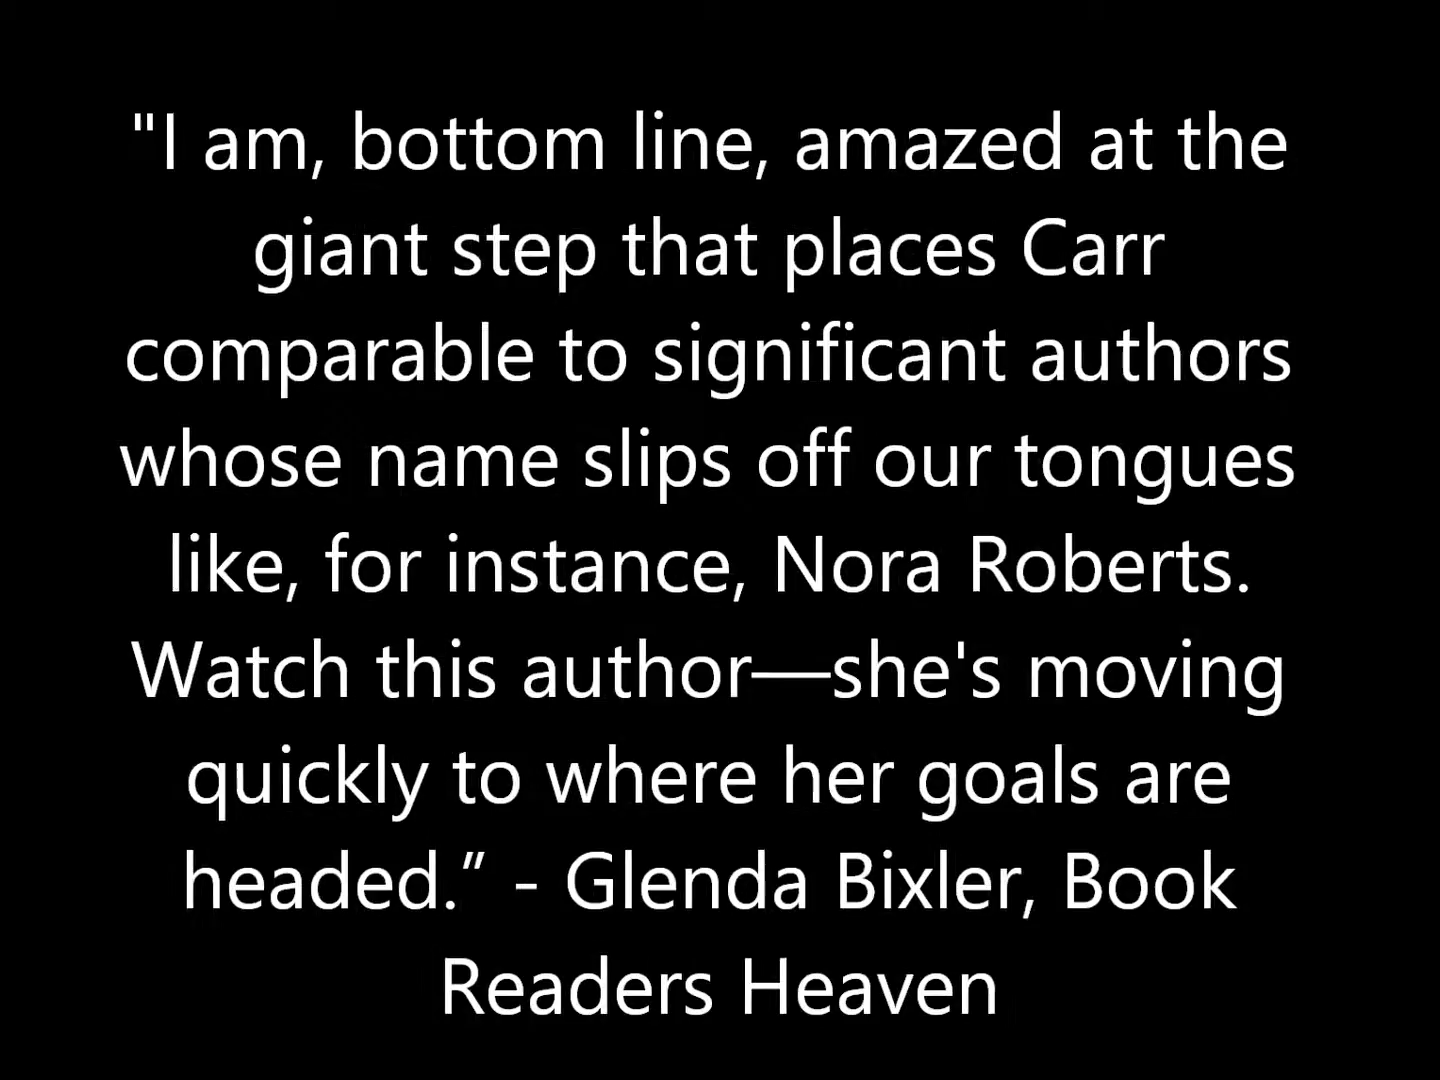 "I am, bottom line, amazed at the
giant step that places Carr
comparable to significant authors
whose name slips off our tongues
like, for instance, Nora Roberts.
Watch this author—she's moving
quickly to where her goals are
headed.” - Glenda Bixler, Book
Readers Heaven